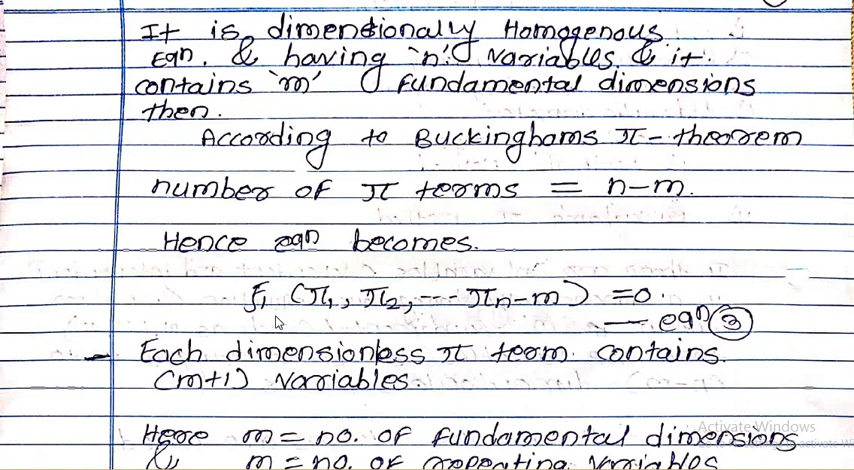 It is dimensionally Homogenous
Eqn. & having 'n' variables & it
contains 'm' fundamental dimensions
then.
According to Buckinghams π-theorem
number of π terms = n-m.
Hence eqn becomes.
f₁ (π₁, π₂, --- πn-m) = 0.
— eqn ③
- Each dimensionless π term contains
(m+1) variables
Activate Windows
Here m = no. of fundamental dimensions
& m = no. of repeating variables